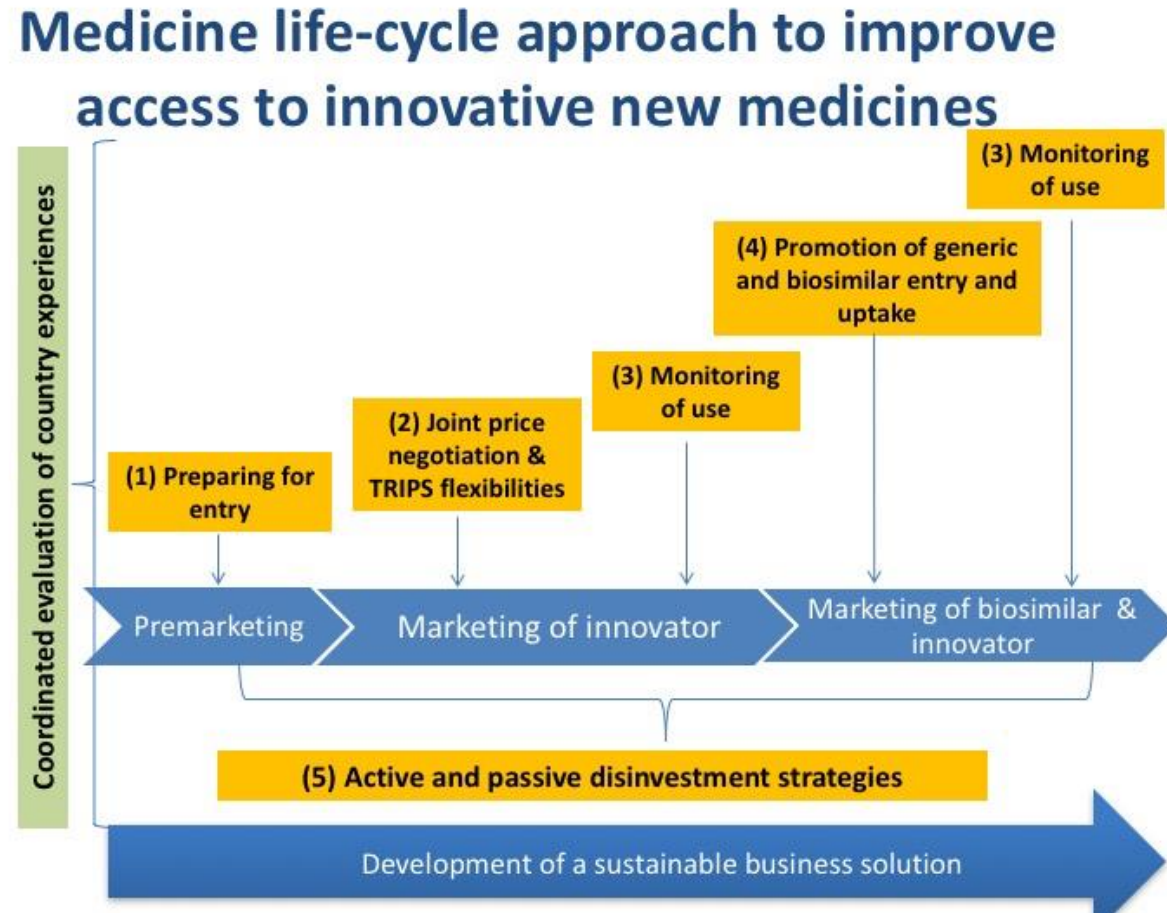 Medicine life-cycle approach to improve
access to innovative new medicines
Coordinated evaluation of country experiences
(3) Monitoring
of use
(4) Promotion of generic
and biosimilar entry and
uptake
(3) Monitoring
of use
(2) Joint price
negotiation &
TRIPS flexibilities
(1) Preparing for
entry
Premarketing
Marketing of innovator
Marketing of biosimilar &
innovator
(5) Active and passive disinvestment strategies
Development of a sustainable business solution